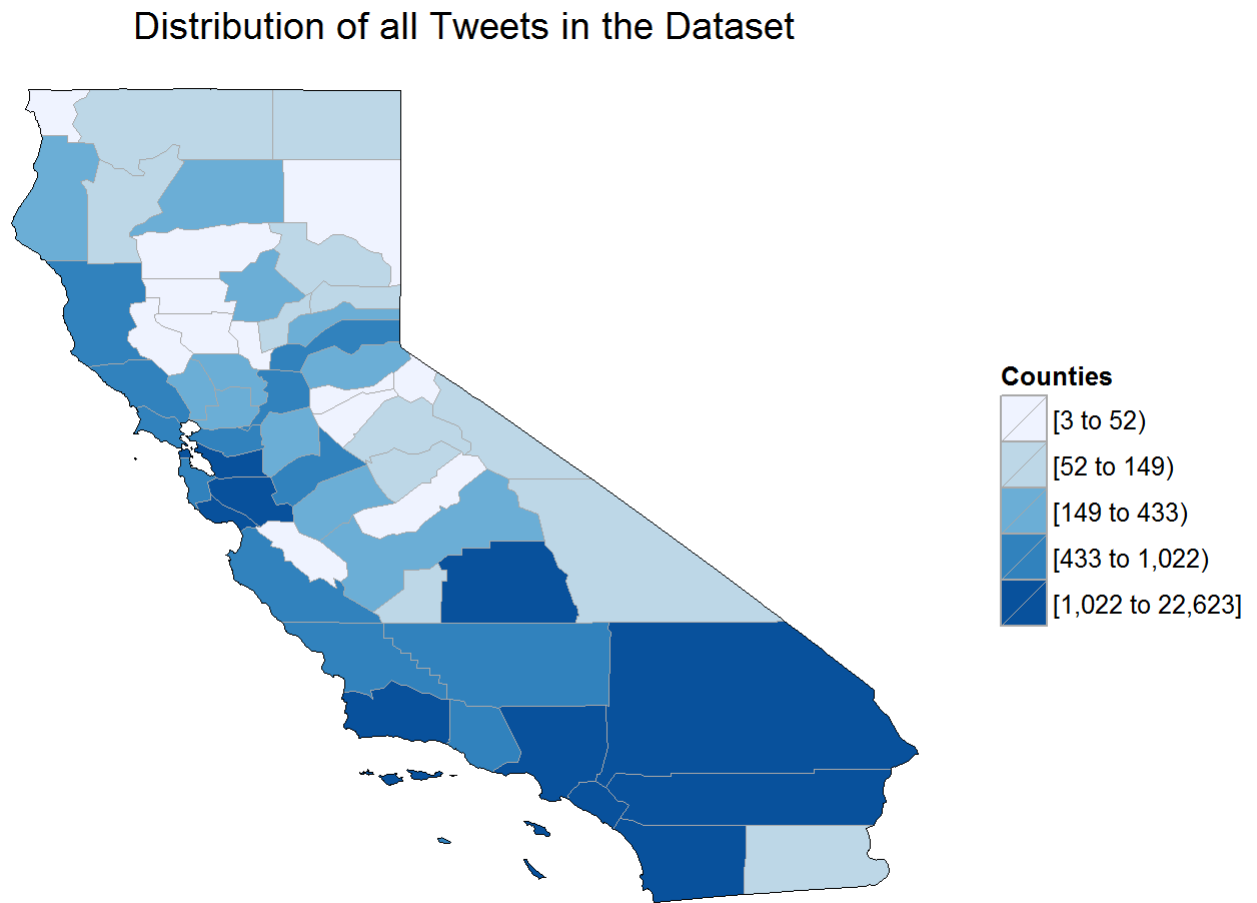 Distribution of all Tweets in the Dataset
Counties
[3 to 52)
[52 to 149)
[149 to 433)
[433 to 1,022)
[1,022 to 22,623]